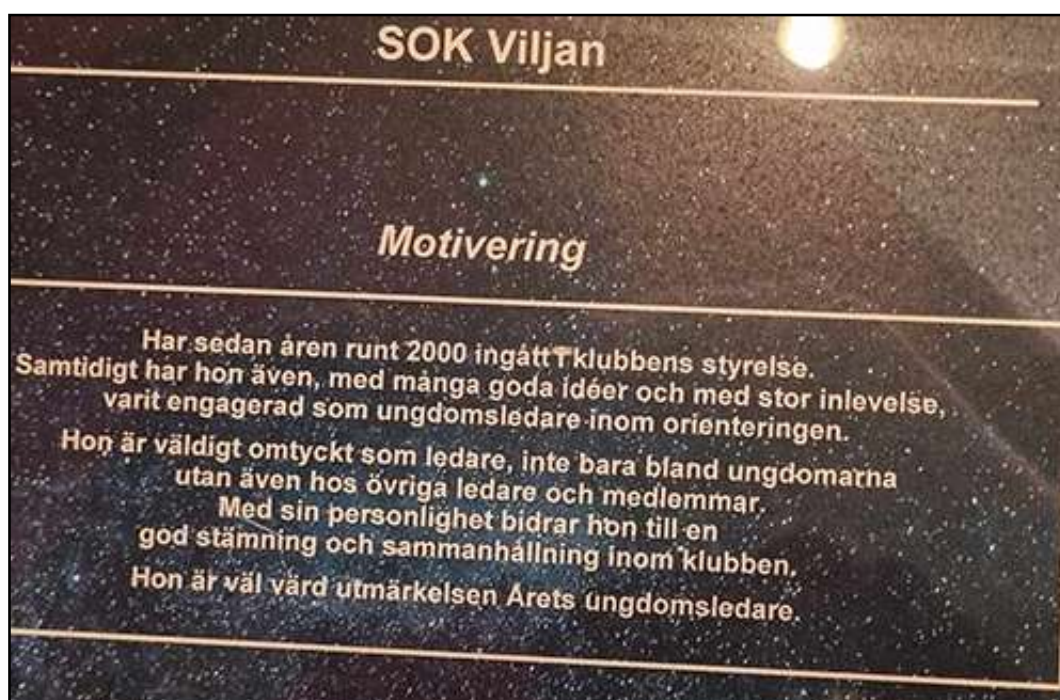 SOK Viljan
Motivering
Har sedan åren runt 2000 ingått i klubbens styrelse.
Samtidigt har hon även, med många goda idéer och med stor inlevelse,
varit engagerad som ungdomsledare inom orienteringen.
Hon är väldigt omtyckt som ledare, inte bara bland ungdomarna
utan även hos övriga ledare och medlemmar.
Med sin personlighet bidrar hon till en
god stämning och sammanhållning inom klubben.
Hon är väl värd utmärkelsen Årets ungdomsledare.